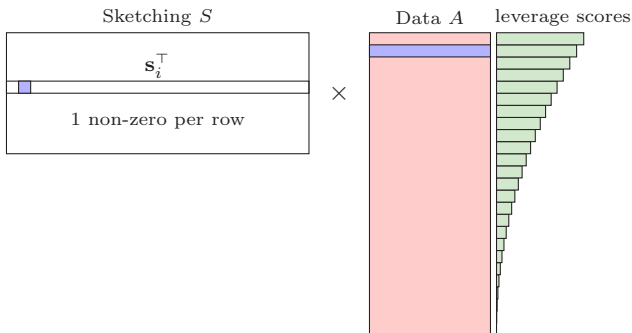 Sketching S
Data A
leverage scores
s_i^⊤
×
1 non-zero per row